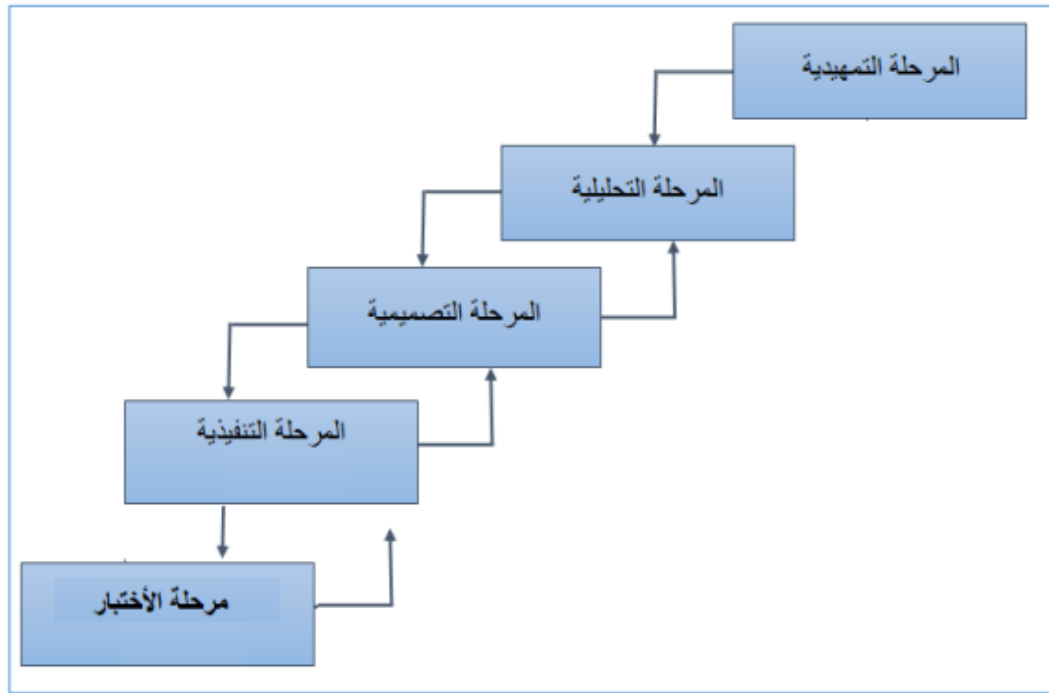 المرحلة التمهيدية
المرحلة التحليلية
المرحلة التصميمية
المرحلة التنفيذية
مرحلة الأختبار